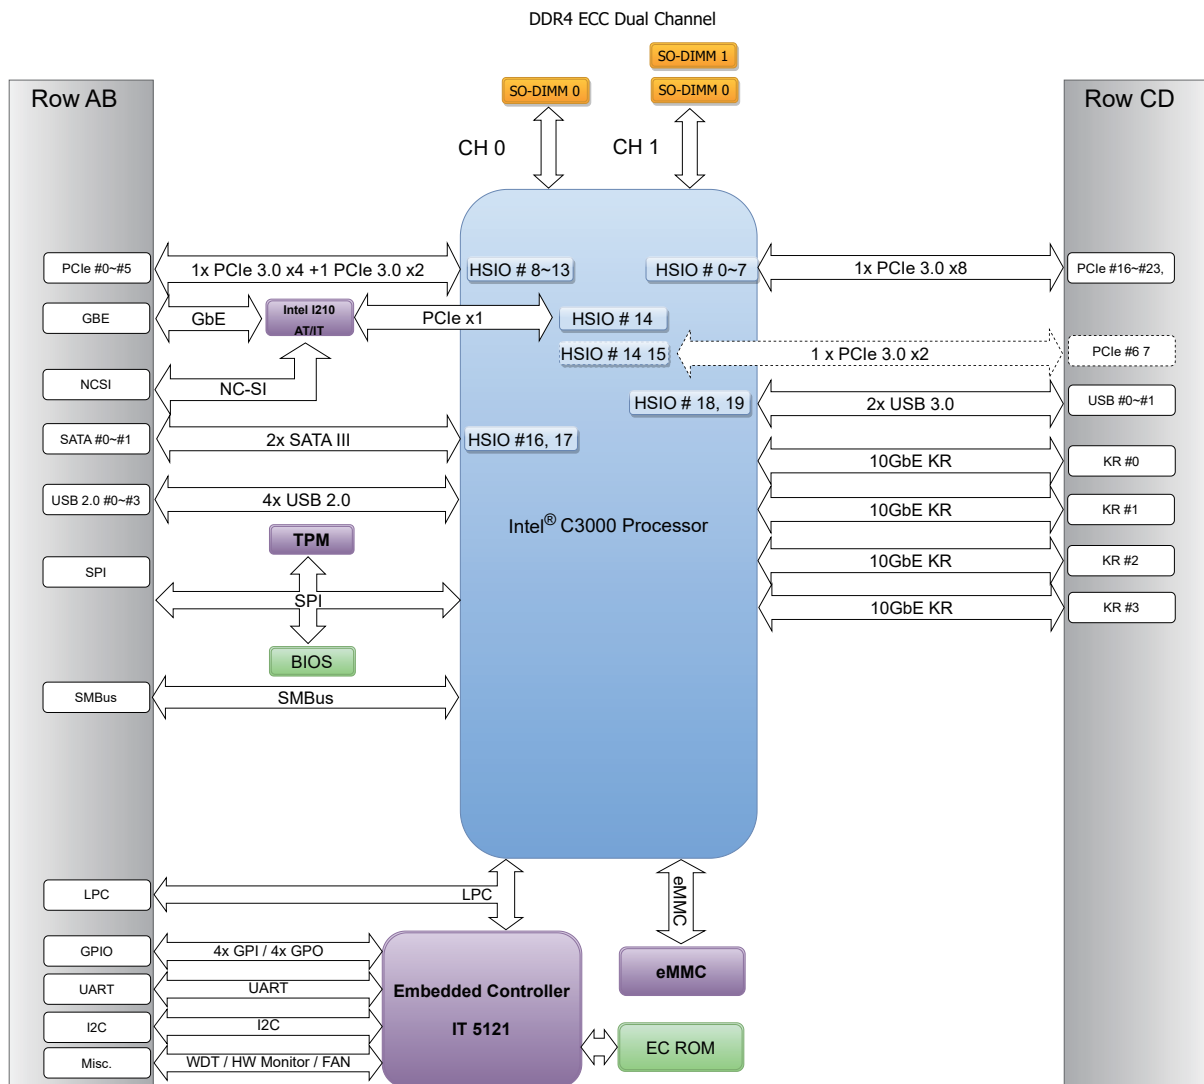 DDR4 ECC Dual Channel
SO-DIMM 1
SO-DIMM 0
SO-DIMM 0
Row AB
Row CD
CH 0
CH 1
PCIe #0~#5
1x PCIe 3.0 x4 +1 PCIe 3.0 x2
HSIO # 8~13
HSIO # 0~7
1x PCIe 3.0 x8
PCIe #16~#23,
GBE
GbE
Intel I210
AT/IT
PCIe x1
HSIO # 14
HSIO # 14 15
1 x PCIe 3.0 x2
PCIe #6 7
NCSI
NC-SI
HSIO # 18, 19
2x USB 3.0
USB #0~#1
SATA #0~#1
2x SATA III
HSIO #16, 17
10GbE KR
KR #0
USB 2.0 #0~#3
4x USB 2.0
10GbE KR
KR #1
Intel® C3000 Processor
TPM
10GbE KR
KR #2
SPI
SPI
10GbE KR
KR #3
BIOS
SMBus
SMBus
LPC
LPC
eMMC
GPIO
4x GPI / 4x GPO
eMMC
UART
UART
Embedded Controller
IT 5121
I2C
I2C
EC ROM
Misc.
WDT / HW Monitor / FAN